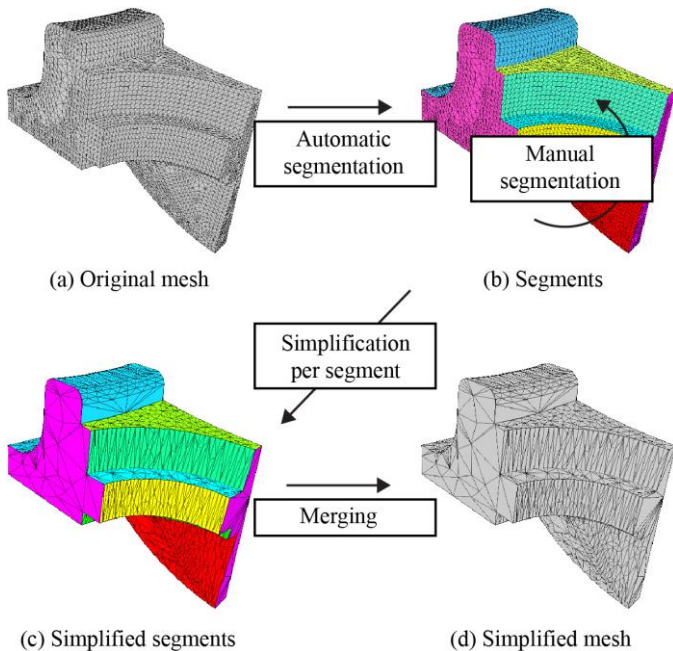 Automatic
segmentation
Manual
segmentation
(a) Original mesh
(b) Segments
Simplification
per segment
Merging
(c) Simplified segments
(d) Simplified mesh